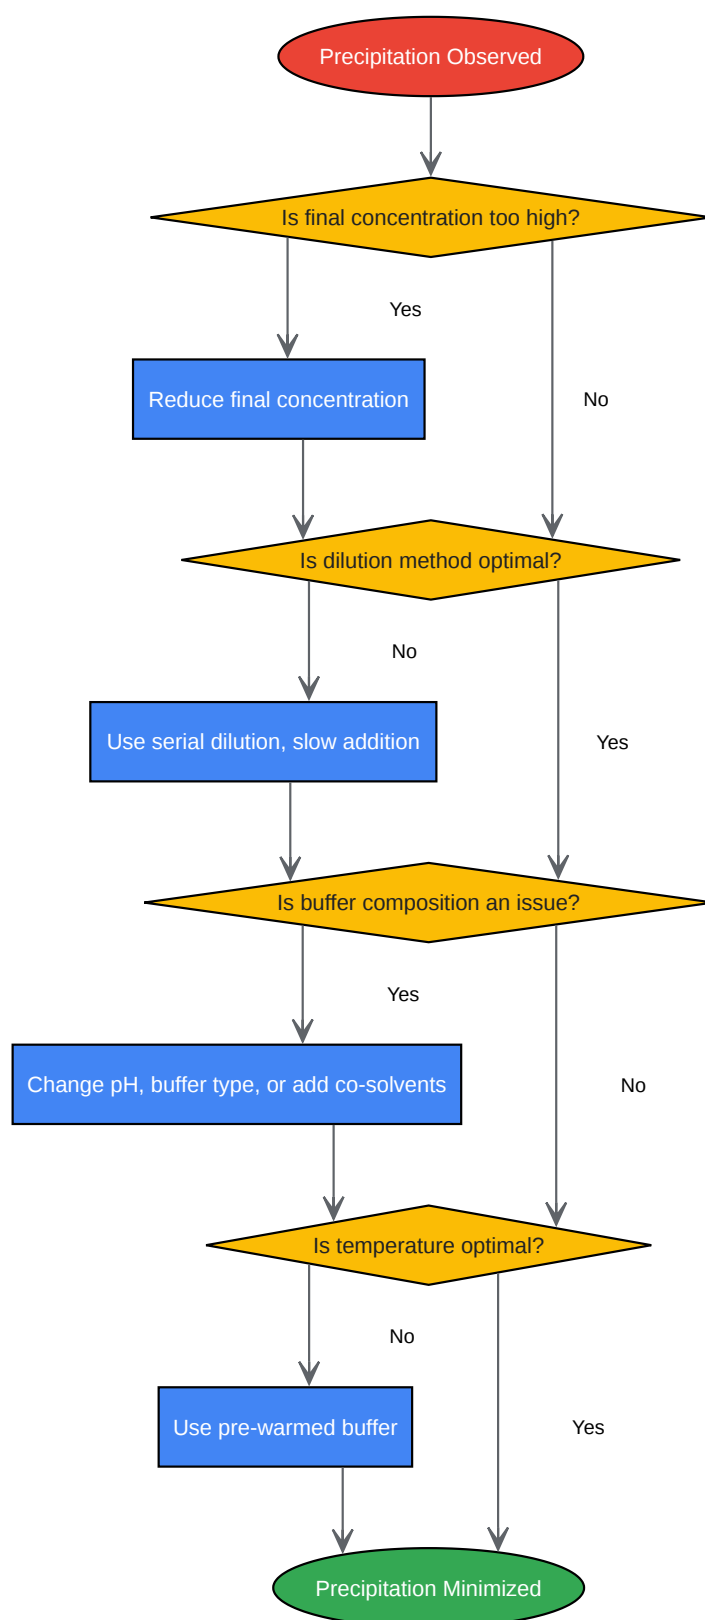 Precipitation Observed
Is final concentration too high?
Yes
Reduce final concentration
No
Is dilution method optimal?
No
Use serial dilution, slow addition
Yes
Is buffer composition an issue?
Yes
Change pH, buffer type, or add co-solvents
No
Is temperature optimal?
No
Use pre-warmed buffer
Yes
Precipitation Minimized